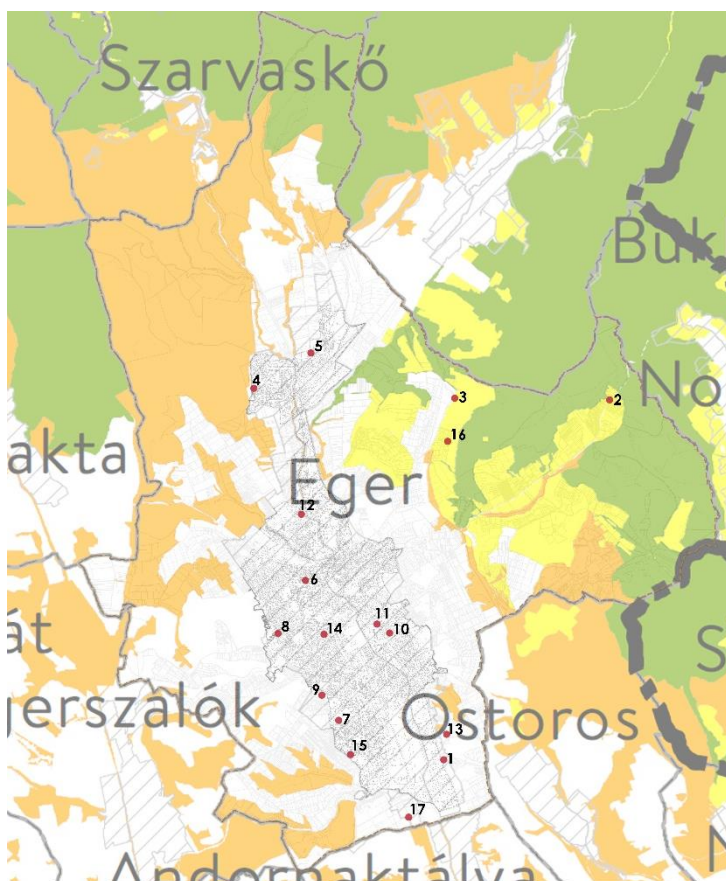 Szarvaskő
Bük
5
4
3
2
No
16
akta
Eger
12
6
11
8
14
10
át
S
9
gerszalók
7
Ostoros
13
15
1
17
Andornaktálya
N